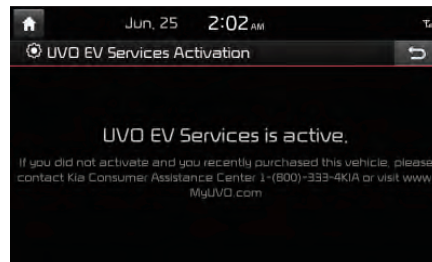 Jun, 25 2:02 AM
UVO EV Services Activation
UVO EV Services is active.
If you did not activate and you recently purchased this vehicle, please
contact Kia Consumer Assistance Center 1-(800)-333-4KIA or visit www
MyUVO.com